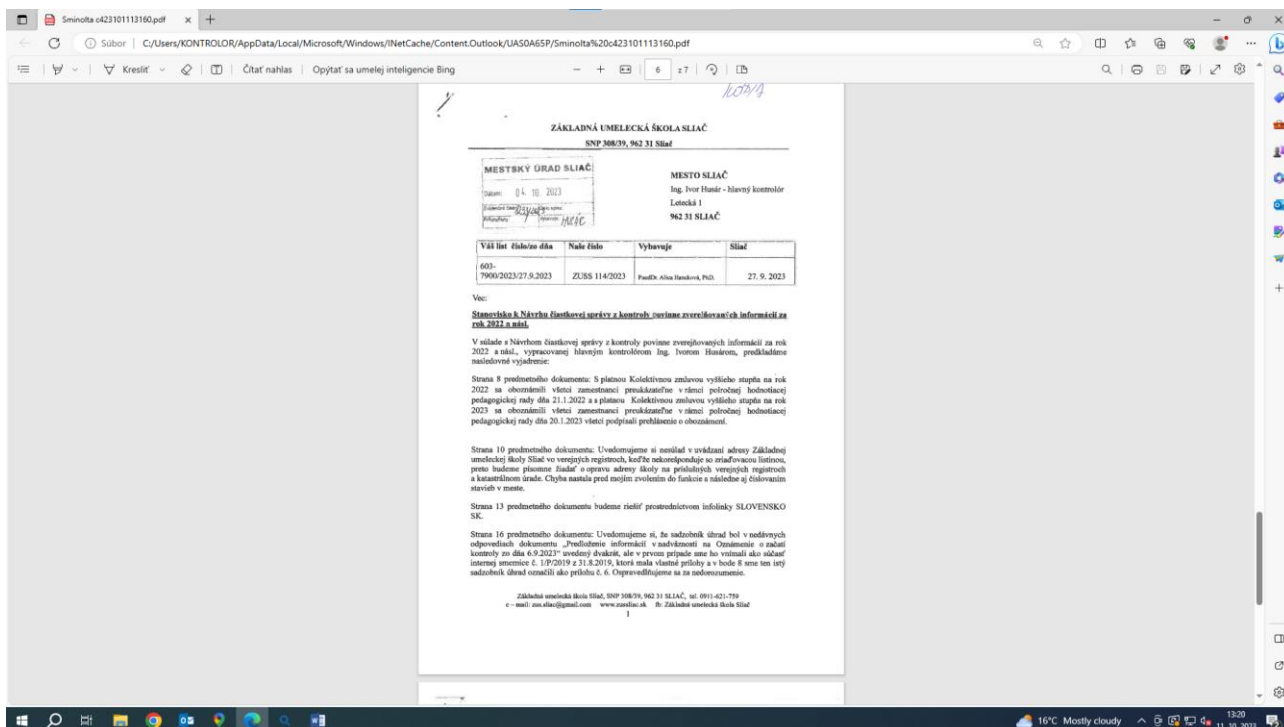 Sminolta c423101113160.pdf
Súbor C:/Users/KONTROLOR/AppData/Local/Microsoft/Windows/INetCache/Content.Outlook/UAS0A65P/Sminolta%20c423101113160.pdf
Kresliť Čítať nahlas Opýtať sa umelej inteligencie Bing 6 z 7
ZÁKLADNÁ UMELECKÁ ŠKOLA SLIAČ
SNP 308/39, 962 31 Sliač
MESTSKÝ ÚRAD SLIAČ
Dátum: 04. 10. 2023
MESTO SLIAČ
Ing. Ivor Husár - hlavný kontrolór
Letecká 1
962 31 SLIAČ
Váš list číslo/zo dňa Naše číslo Vybavuje Sliač
603-
7900/2023/27.9.2023 ZUSS 114/2023 PaedDr. Alica PhD. 27. 9. 2023
Vec:
Stanovisko k Návrhu čiastkovej správy z kontroly povinne zverejňovaných informácií za
rok 2022 a násl.
V súlade s Návrhom čiastkovej správy z kontroly povinne zverejňovaných informácií za rok
2022 a násl., vypracovanej hlavným kontrolórom Ing. Ivorom Husárom, predkladáme
nasledovné vyjadrenie:
Strana 8 predmetného dokumentu: S platnou Kolektívnou zmluvou vyššieho stupňa na rok
2022 sa oboznámili všetci zamestnanci preukázateľne v rámci polročnej hodnotiacej
pedagogickej rady dňa 21.1.2022 a s platnou Kolektívnou zmluvou vyššieho stupňa na rok
2023 sa oboznámili všetci zamestnanci preukázateľne v rámci polročnej hodnotiacej
pedagogickej rady dňa 20.1.2023 všetci podpísali prehlásenie o oboznámení.
Strana 10 predmetného dokumentu: Uvedomujeme si nesúlad v uvádzaní adresy Základnej
umeleckej školy Sliač vo verejných registroch, keďže nekorešponduje so zriaďovacou listinou,
preto budeme písomne žiadať o opravu adresy školy na príslušných verejných registroch
a katastrálnom úrade. Chyba nastala pred mojím zvolením do funkcie a následne aj číslovaním
stavieb v meste.
Strana 13 predmetného dokumentu budeme riešiť prostredníctvom infolinky SLOVENSKO
SK.
Strana 16 predmetného dokumentu: Uvedomujeme si, že sadzobník úhrad bol v nedávnych
odpovediach dokumentu „Predloženie informácií v nadväznosti na Oznámenie o začatí
kontroly zo dňa 6.9.2023“ uvedený dvakrát, ale v prvom prípade sme ho vnímali ako súčasť
internej smernice č. 1/P/2019 z 31.8.2019, ktorá mala vlastné prílohy a v bode 8 sme ten istý
sadzobník úhrad označili ako prílohu č. 6. Ospravedlňujeme sa za nedorozumenie.
Základná umelecká škola Sliač, SNP 308/39, 962 31 SLIAČ, tel. 0911-621-759
e – mail: zus.sliac@gmail.com www.zussliac.sk fb: Základná umelecká škola Sliač
1
16°C Mostly cloudy 13:20
11. 10. 2023